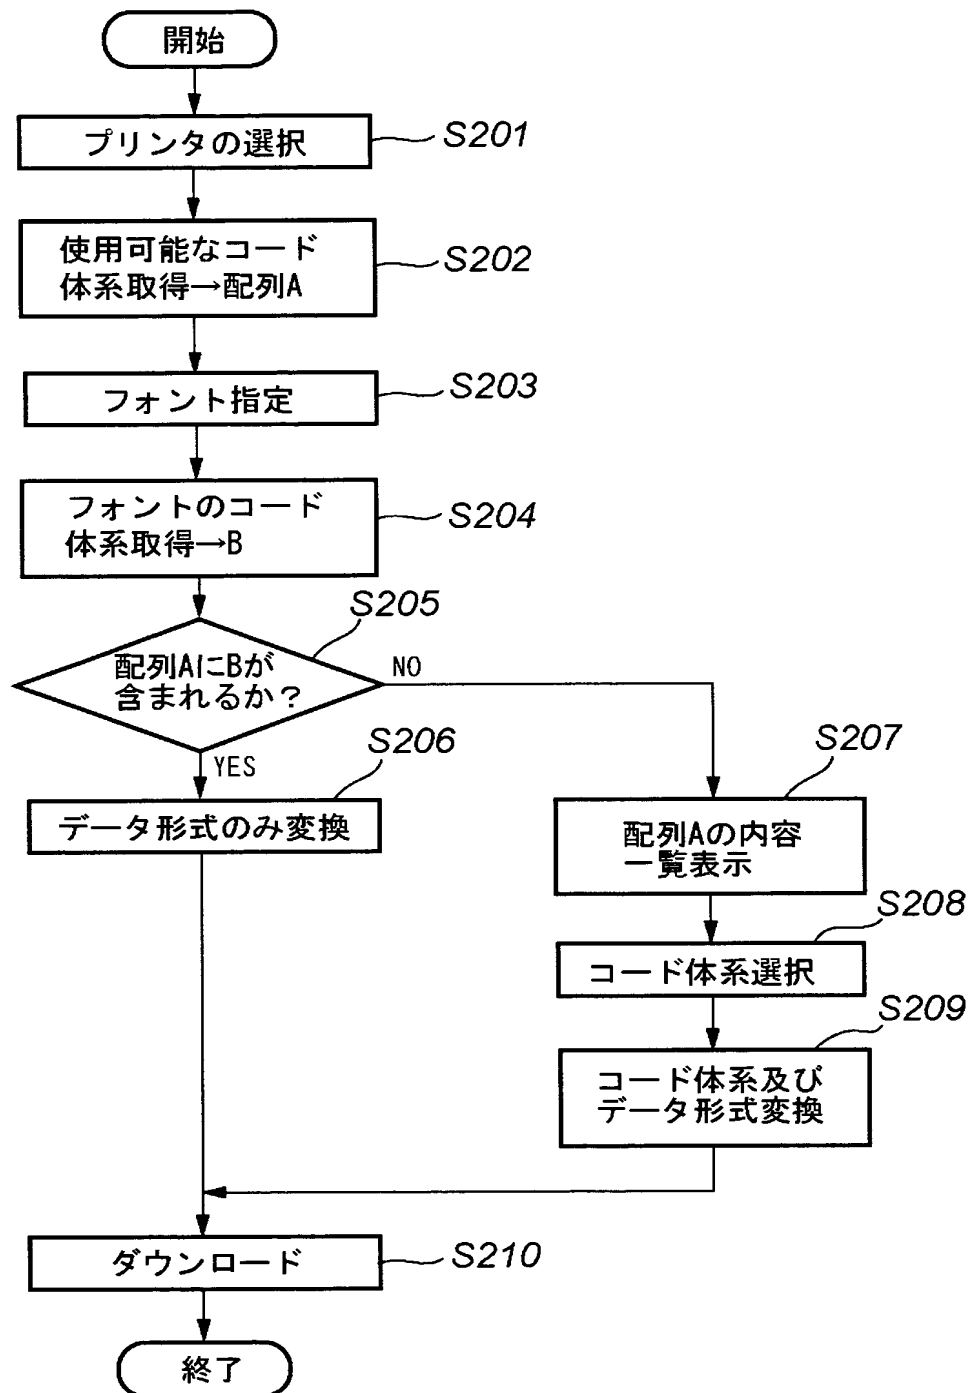 開始
プリンタの選択
S201
使用可能なコード
体系取得→配列A
S202
フォント指定
S203
フォントのコード
体系取得→B
S204
S205
配列AにBが
含まれるか？
NO
YES
S206
データ形式のみ変換
S207
配列Aの内容
一覧表示
S208
コード体系選択
S209
コード体系及び
データ形式変換
ダウンロード
S210
終了